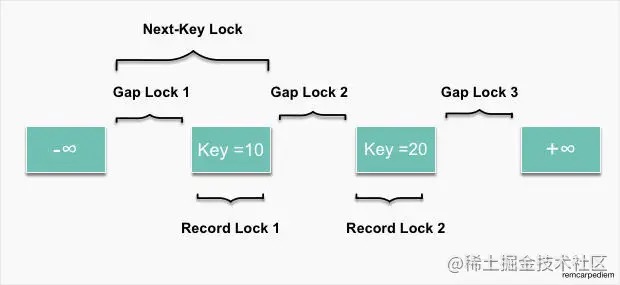 Next-Key Lock
Gap Lock 1
Gap Lock 2
Gap Lock 3
-∞
Key =10
Key =20
+∞
Record Lock 1
Record Lock 2
@稀土掘金技术社区
remcarpediem